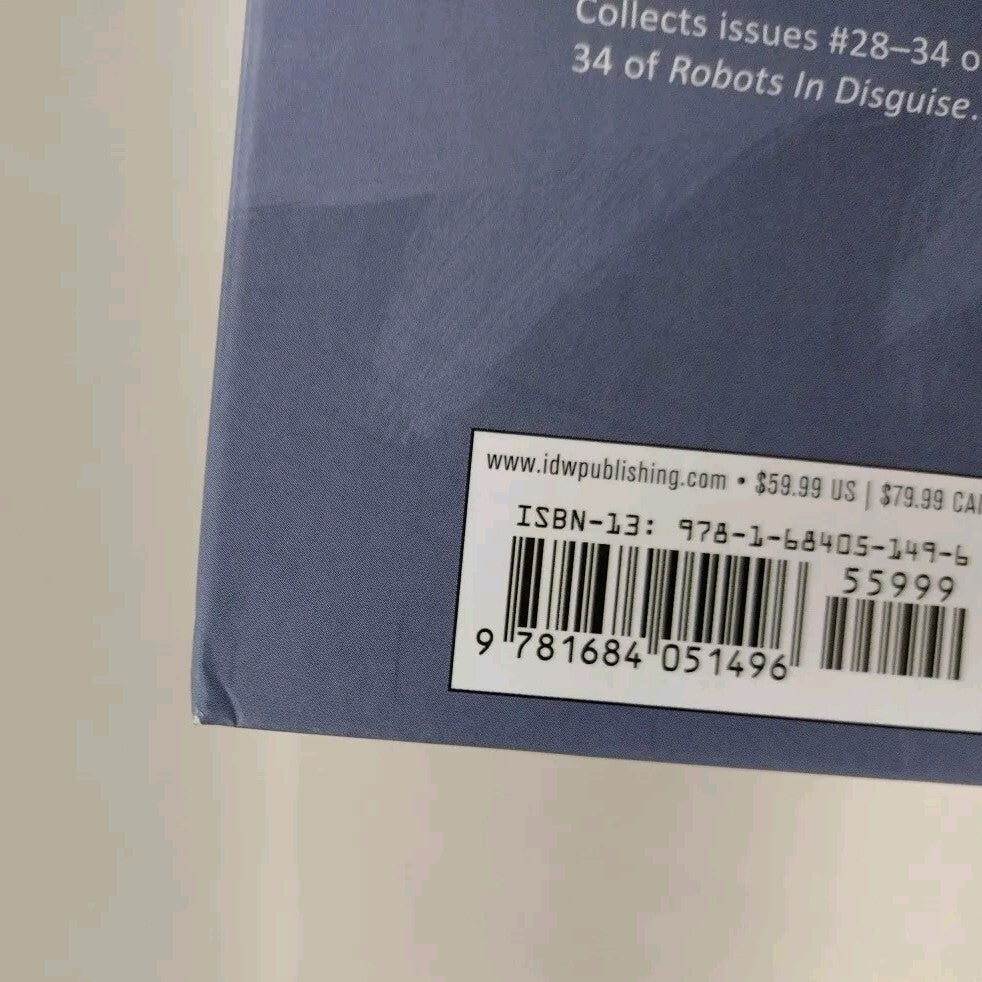 Collects issues #28–34 o
34 of Robots In Disguise.
www.idwpublishing.com • $59.99 US | $79.99 CA
ISBN-13: 978-1-68405-149-6
55999
9 781684 051496